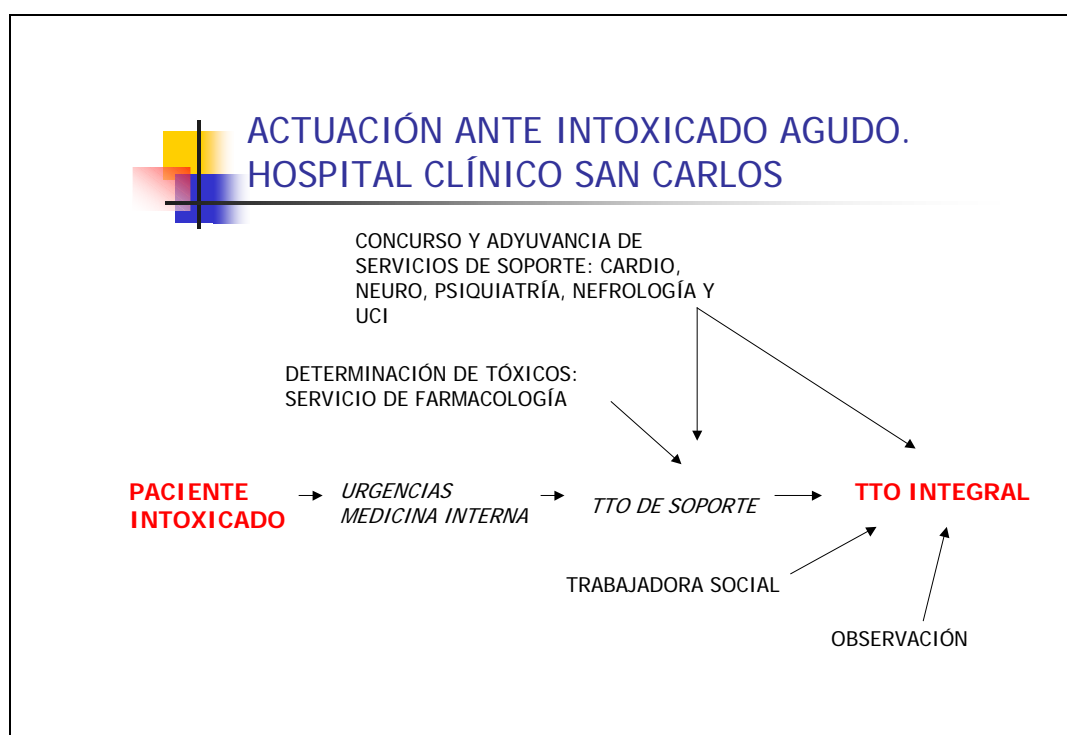 ACTUACIÓN ANTE INTOXICADO AGUDO.
HOSPITAL CLÍNICO SAN CARLOS
CONCURSO Y ADYUVANCIA DE
SERVICIOS DE SOPORTE: CARDIO,
NEURO, PSIQUIATRÍA, NEFROLOGÍA Y
UCI
DETERMINACIÓN DE TÓXICOS:
SERVICIO DE FARMACOLOGÍA
PACIENTE
INTOXICADO
URGENCIAS
MEDICINA INTERNA
TTO DE SOPORTE
TTO INTEGRAL
TRABAJADORA SOCIAL
OBSERVACIÓN